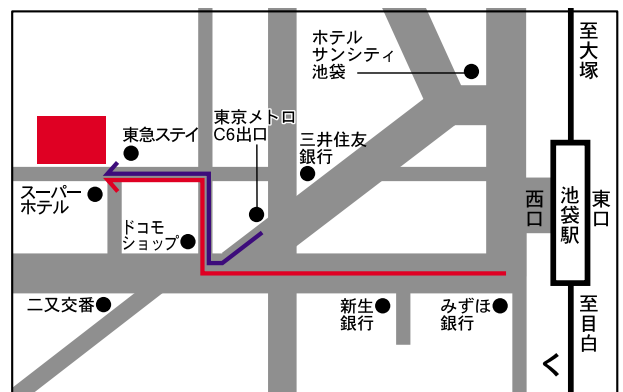 ホテル
サンシティ
池袋
至大塚
東京メトロ
C6出口
東急ステイ
三井住友
銀行
スーパー
ホテル
ドコモ
ショップ
西口
池袋駅
東口
二又交番
新生
銀行
みずほ
銀行
至目白